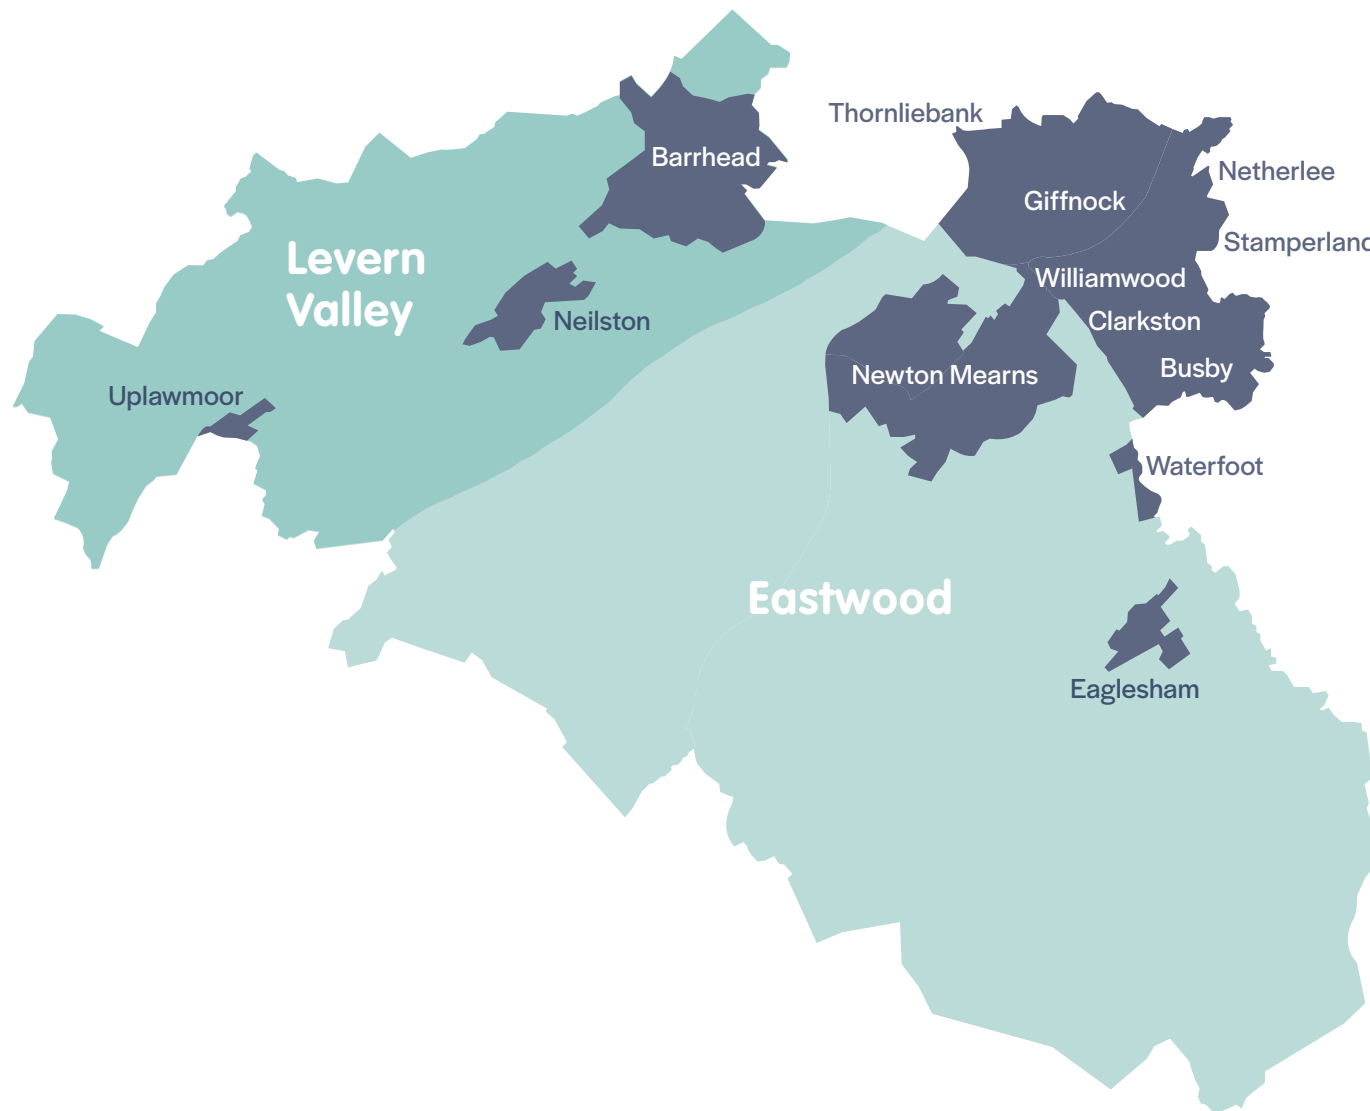 Thornliebank
Barrhead
Netherlee
Giffnock
Stamperland
Levern
Valley
Williamwood
Neilston
Clarkston
Busby
Newton Mearns
Uplawmoor
Waterfoot
Eastwood
Eaglesham